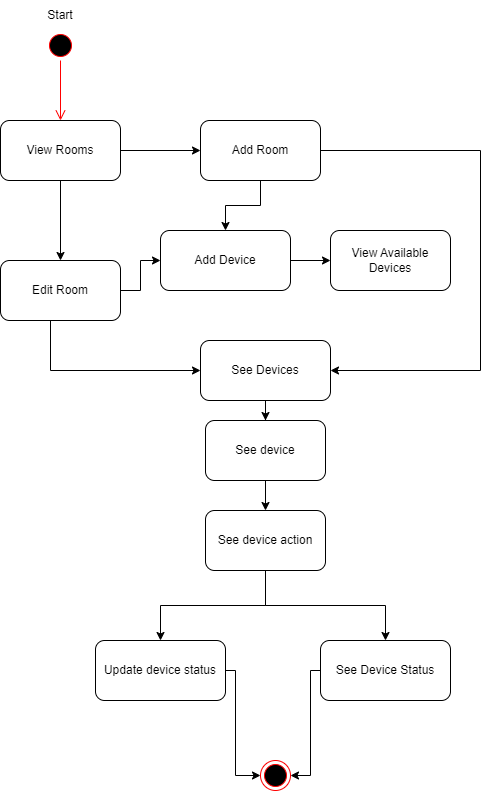 Start
View Rooms
Add Room
Add Device
View Available
Devices
Edit Room
See Devices
See device
See device action
Update device status
See Device Status